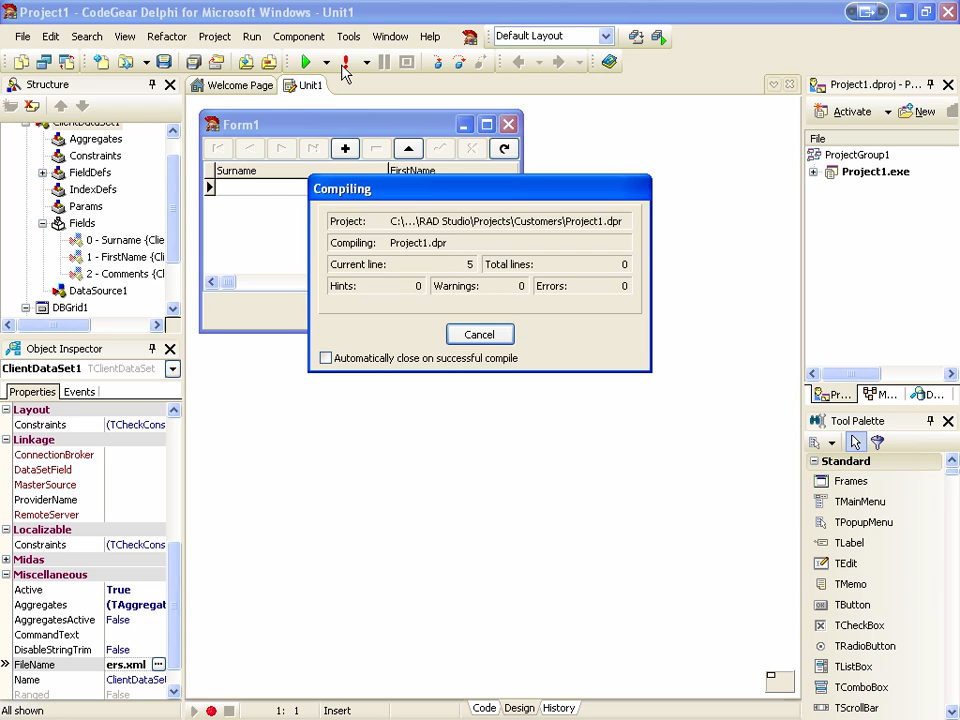 Project1 - CodeGear Delphi for Microsoft Windows - Unit1
File Edit Search View Refactor Project Run Component Tools Window Help
Default Layout
Structure
ClientDataSet1
Aggregates
Constraints
FieldDefs
IndexDefs
Params
Fields
0 - Surname {Clie
1 - FirstName {Cli
2 - Comments {Cl
DataSource1
DBGrid1
Object Inspector
ClientDataSet1 TClientDataSet
Properties Events
Layout
Constraints (TCheckCons
Linkage
ConnectionBroker
DataSetField
MasterSource
ProviderName
RemoteServer
Localizable
Constraints (TCheckCons
Midas
Miscellaneous
Active True
Aggregates (TAggregat
AggregatesActive False
CommandText
DisableStringTrim False
FileName ers.xml
Name ClientDataSet
Ranged False
All shown
Welcome Page Unit1
Form1
Surname FirstName
Compiling
Project: C:\...\RAD Studio\Projects\Customers\Project1.dpr
Compiling: Project1.dpr
Current line: 5 Total lines: 0
Hints: 0 Warnings: 0 Errors: 0
Cancel
Automatically close on successful compile
1: 1 Insert
Code Design History
Project1.dproj - P...
Activate New
File
ProjectGroup1
Project1.exe
Pr... M... D...
Tool Palette
Standard
Frames
TMainMenu
TPopupMenu
TLabel
TEdit
TMemo
TButton
TCheckBox
TRadioButton
TListBox
TComboBox
TScrollBar